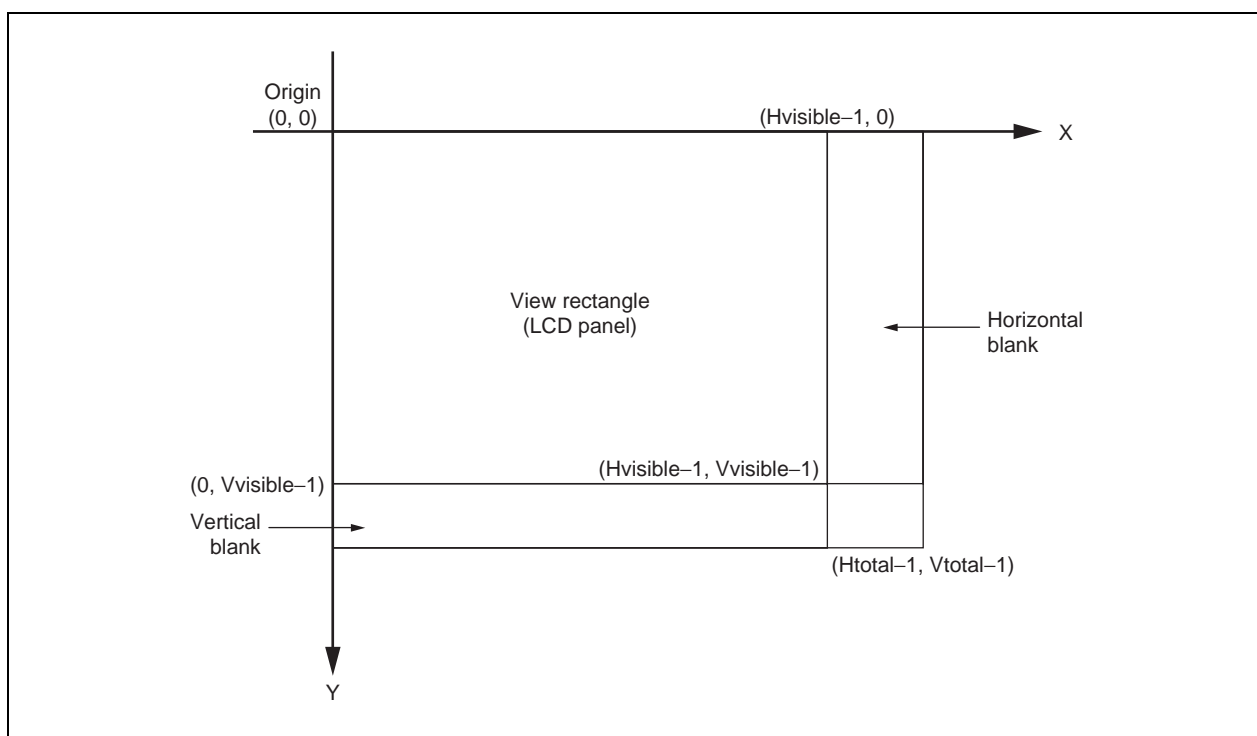 Origin
(0, 0)
(Hvisible–1, 0)
X
View rectangle
(LCD panel)
Horizontal
blank
(Hvisible–1, Vvisible–1)
(0, Vvisible–1)
Vertical
blank
(Htotal–1, Vtotal–1)
Y